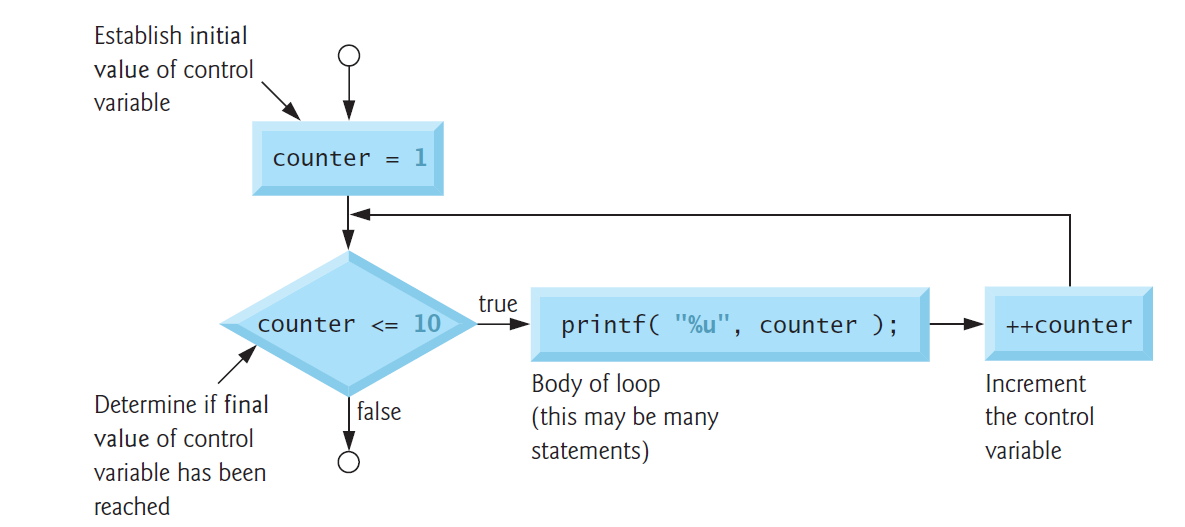 Establish initial
value of control
variable
counter = 1
counter <= 10
true
printf( "%u", counter );
++counter
Body of loop
(this may be many
statements)
Increment
the control
variable
false
Determine if final
value of control
variable has been
reached